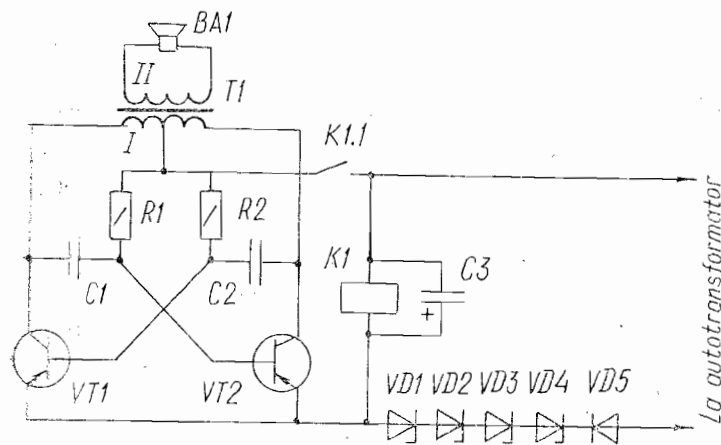 BA1
II
T1
I
K1.1
R1
R2
C1
C2
K1
C3
+
VT1
VT2
VD1 VD2 VD3 VD4 VD5
La autotransformator